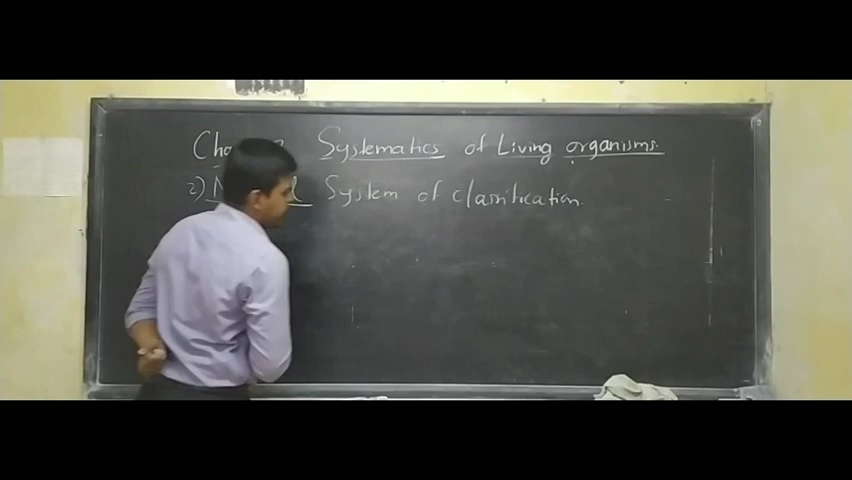 Systematics of Living organisms.
2) System of classification.